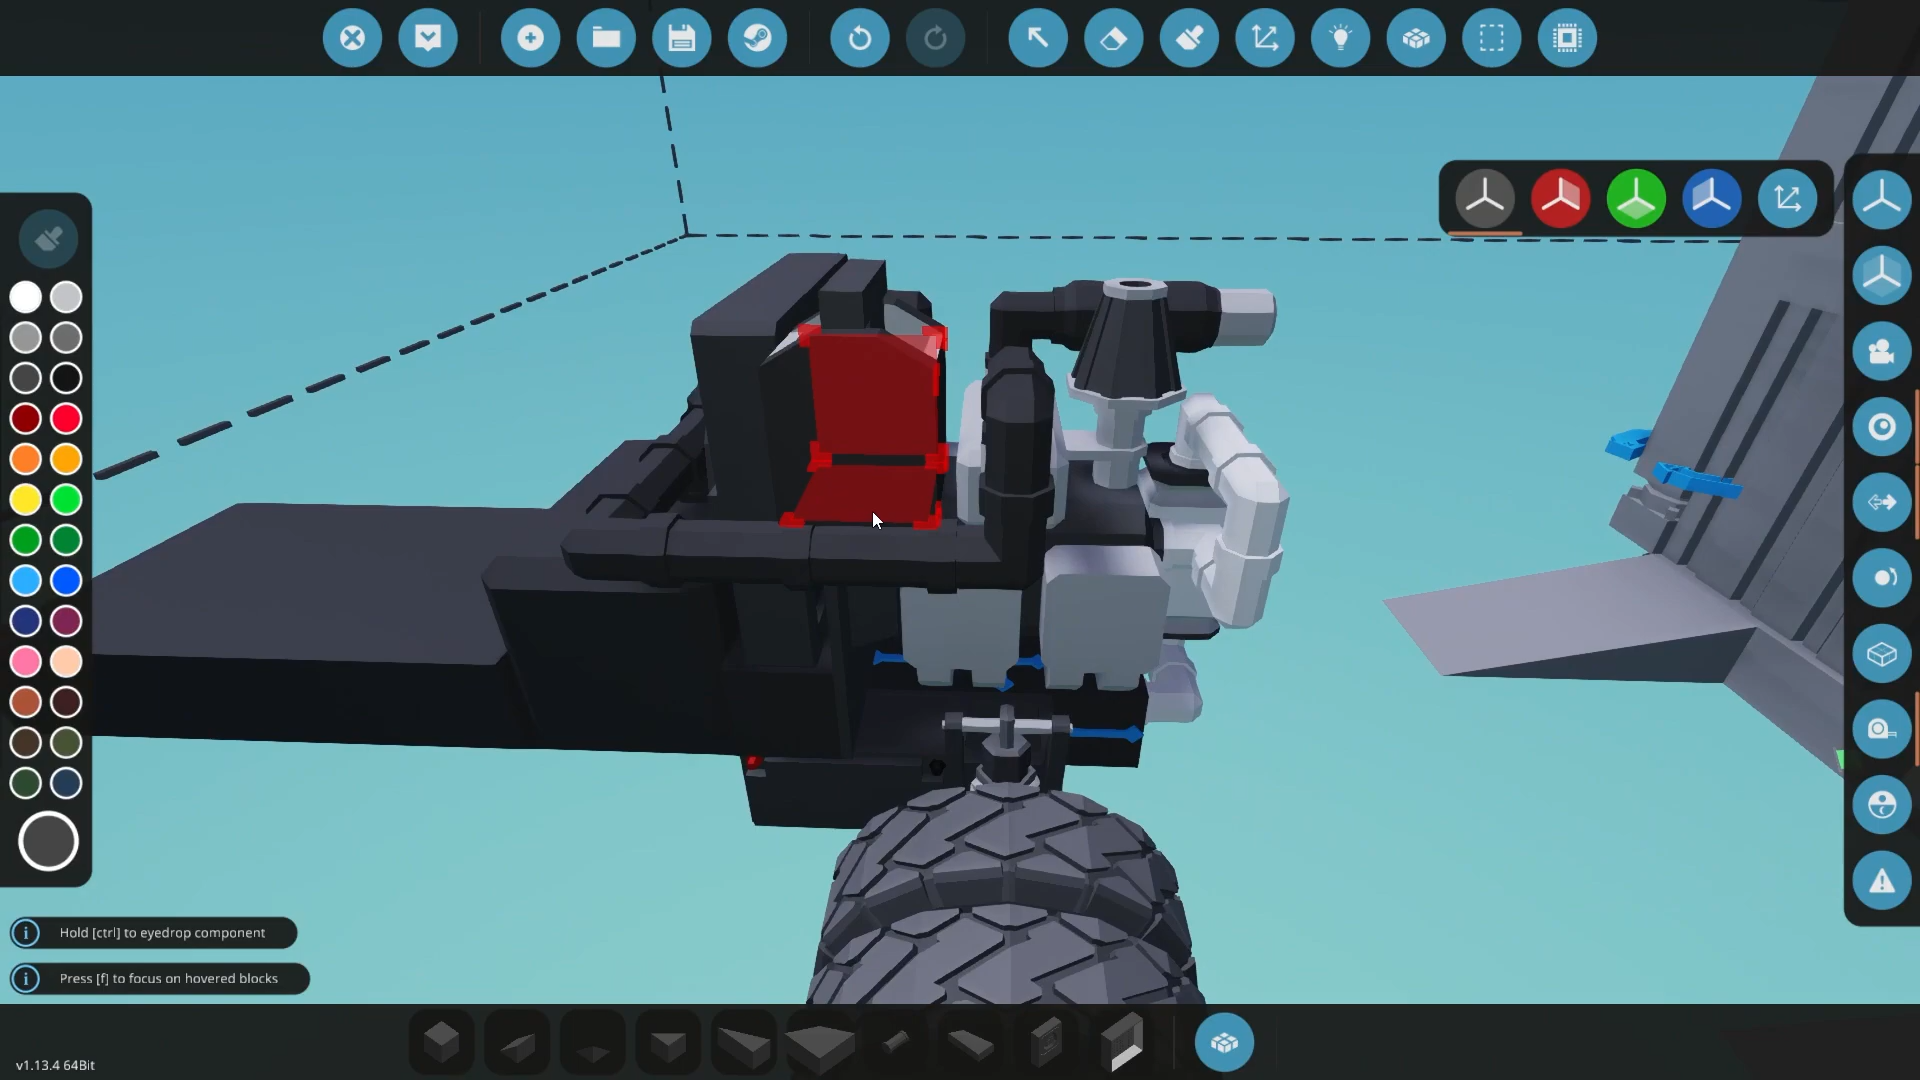 Hold [ctrl] to eyedrop component
Press [f] to focus on hovered blocks
v1.13.4 64Bit